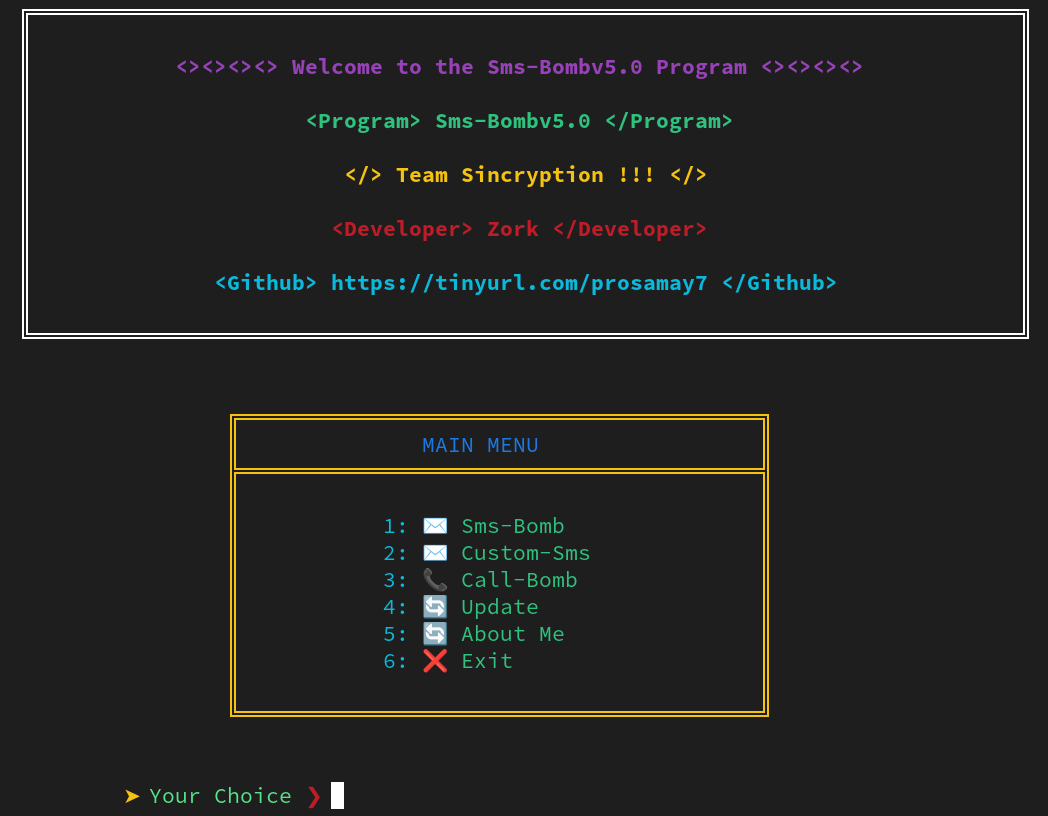 <><><><> Welcome to the Sms-Bombv5.0 Program <><><><>
<Program> Sms-Bombv5.0 </Program>
</> Team Sincryption !!! </>
<Developer> Zork </Developer>
<Github> https://tinyurl.com/prosamay7 </Github>
MAIN MENU
1: ✉️ Sms-Bomb
2: ✉️ Custom-Sms
3: 📞 Call-Bomb
4: 🔄 Update
5: 🔄 About Me
6: ❌ Exit
➤ Your Choice ❯